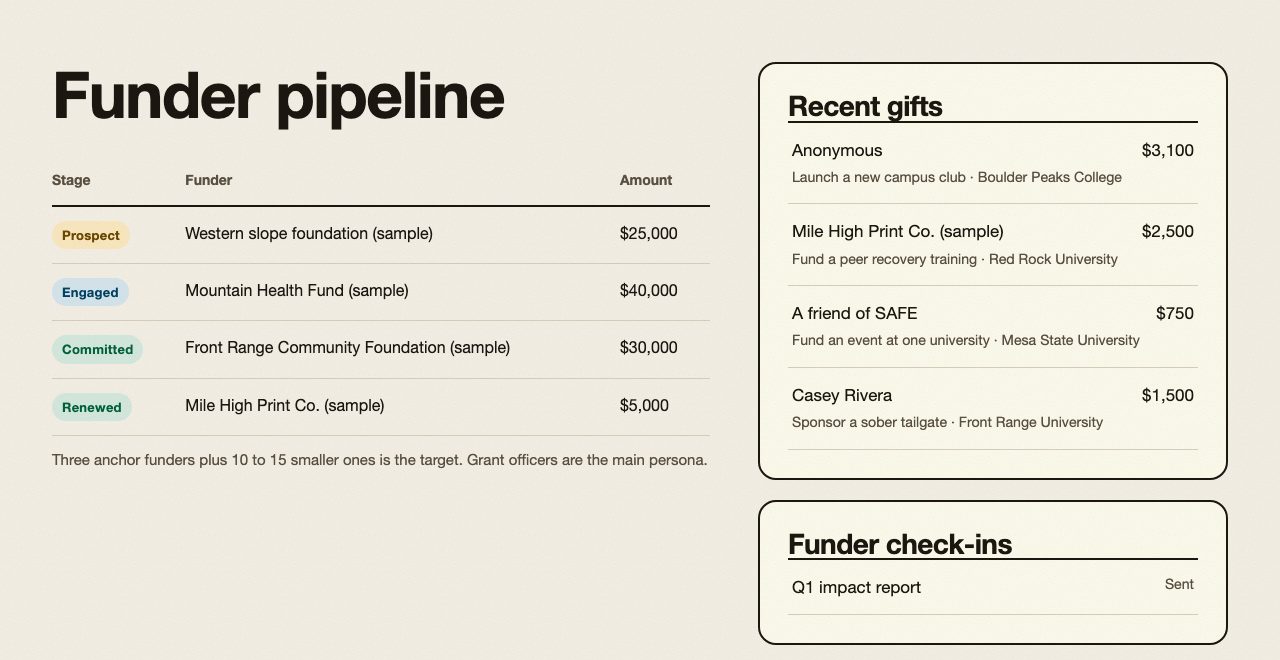 Funder pipeline
Stage Funder Amount
Prospect Western slope foundation (sample) $25,000
Engaged Mountain Health Fund (sample) $40,000
Committed Front Range Community Foundation (sample) $30,000
Renewed Mile High Print Co. (sample) $5,000
Three anchor funders plus 10 to 15 smaller ones is the target. Grant officers are the main persona.
Recent gifts
Anonymous $3,100
Launch a new campus club · Boulder Peaks College
Mile High Print Co. (sample) $2,500
Fund a peer recovery training · Red Rock University
A friend of SAFE $750
Fund an event at one university · Mesa State University
Casey Rivera $1,500
Sponsor a sober tailgate · Front Range University
Funder check-ins
Q1 impact report Sent